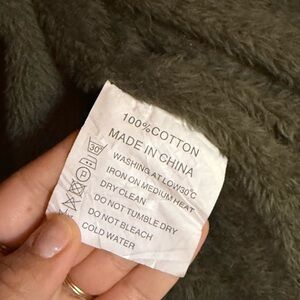 100%COTTON
MADE IN CHINA
WASHING AT LOW30°C
IRON ON MEDIUM HEAT
DRY CLEAN
DO NOT TUMBLE DRY
DO NOT BLEACH
COLD WATER
30°